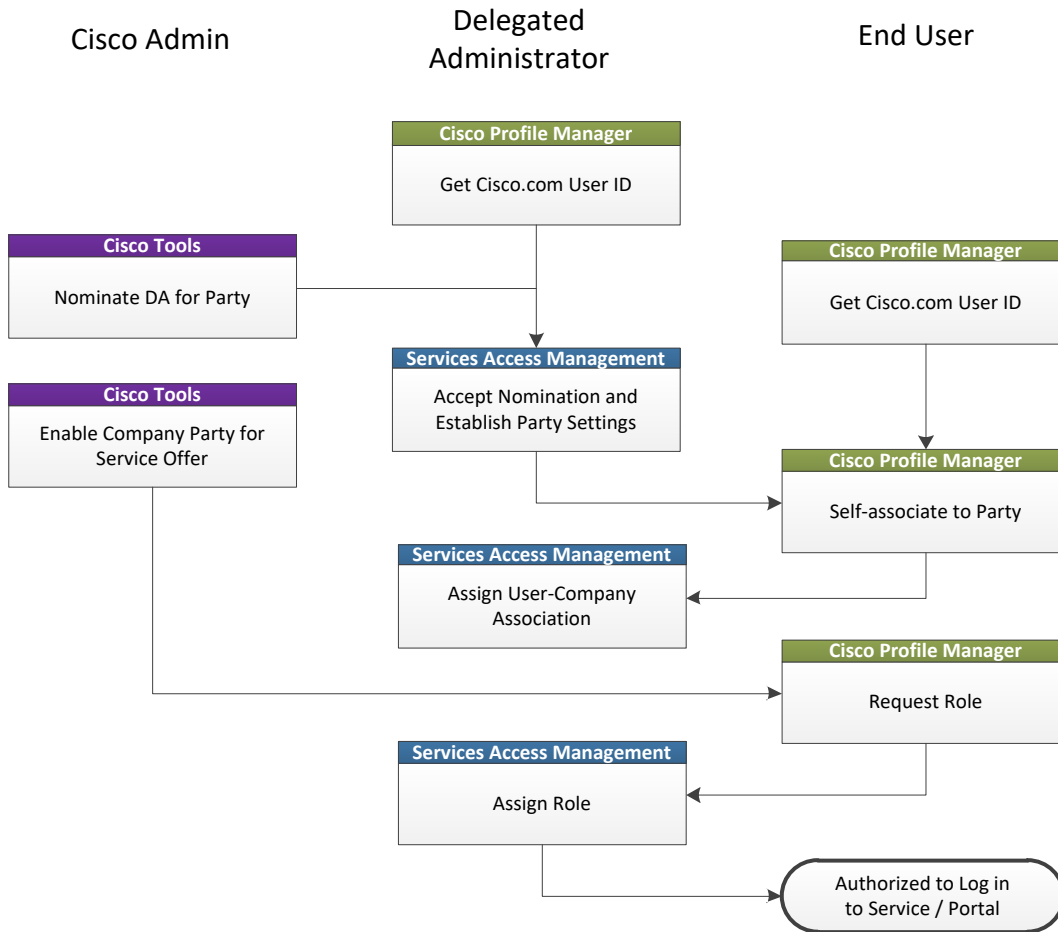 Cisco Admin
Delegated
Administrator
End User
Cisco Profile Manager
Get Cisco.com User ID
Cisco Tools
Nominate DA for Party
Cisco Profile Manager
Get Cisco.com User ID
Services Access Management
Accept Nomination and
Establish Party Settings
Cisco Tools
Enable Company Party for
Service Offer
Cisco Profile Manager
Self-associate to Party
Services Access Management
Assign User-Company
Association
Cisco Profile Manager
Request Role
Services Access Management
Assign Role
Authorized to Log in
to Service / Portal